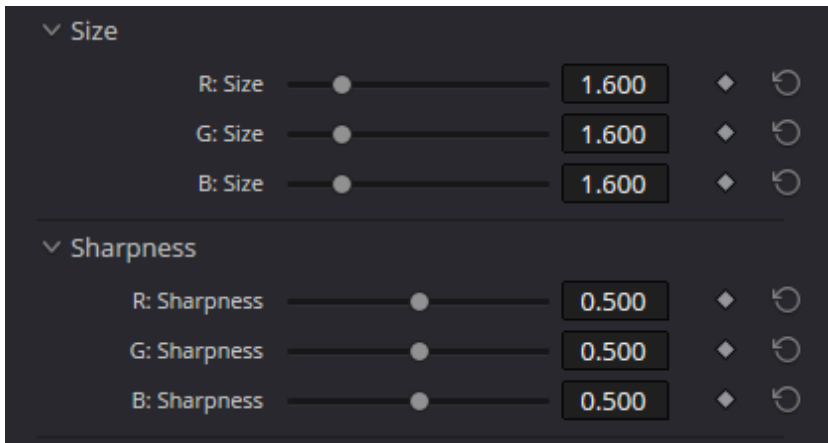 Size
R: Size 1.600
G: Size 1.600
B: Size 1.600
Sharpness
R: Sharpness 0.500
G: Sharpness 0.500
B: Sharpness 0.500